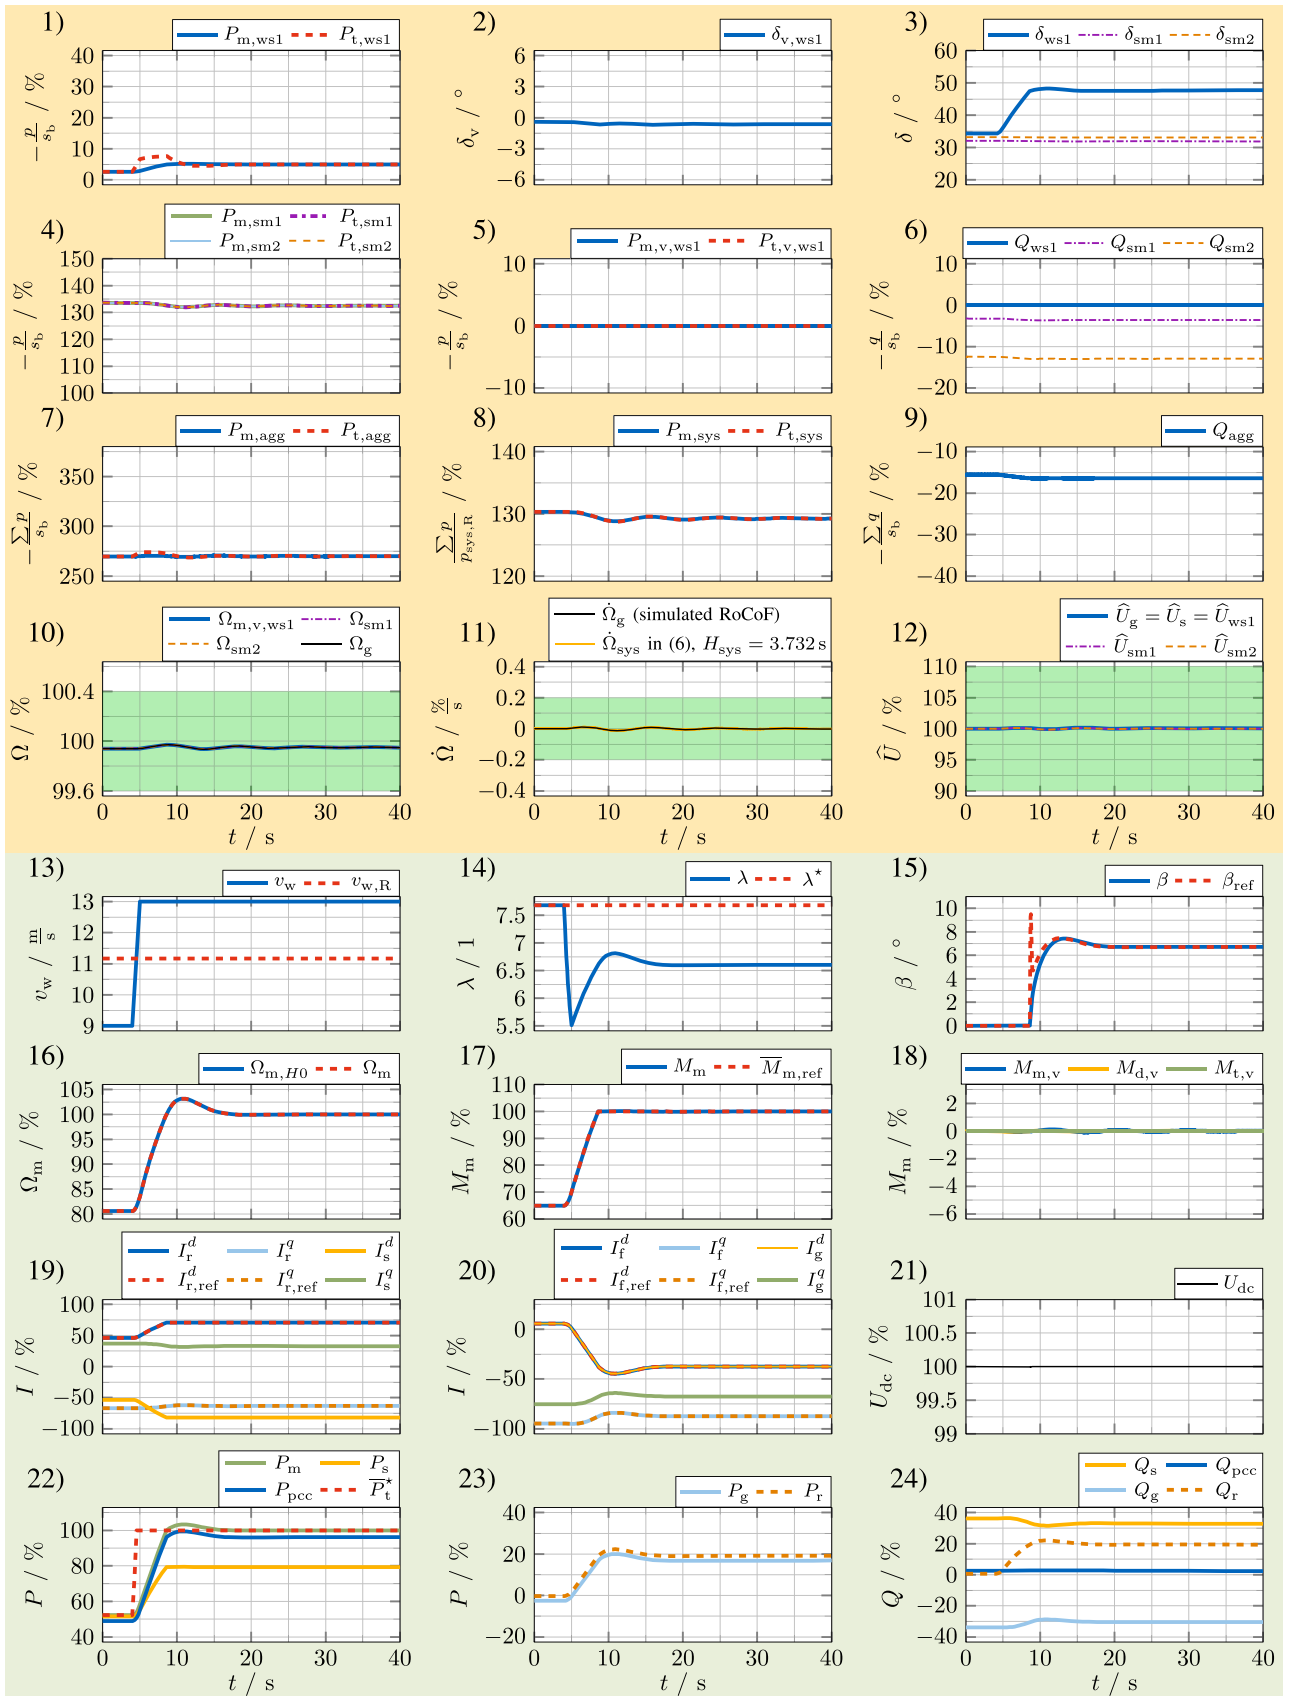 1) P_m,ws1 P_t,ws1
−p/s_b / %
40
30
20
10
0
2) δ_v,ws1
δ_v / °
6
3
0
−3
−6
3) δ_ws1 δ_sm1 δ_sm2
δ / °
60
50
40
30
20
4) P_m,sm1 P_t,sm1
P_m,sm2 P_t,sm2
−p/s_b / %
150
140
130
120
110
100
5) P_m,v,ws1 P_t,v,ws1
−p/s_b / %
10
0
−10
6) Q_ws1 Q_sm1 Q_sm2
−q/s_b / %
10
0
−10
−20
7) P_m,agg P_t,agg
−∑p/s_b / %
350
300
250
8) P_m,sys P_t,sys
∑p/p_sys,R / %
140
130
120
9) Q_agg
−∑q/s_b / %
−10
−20
−30
−40
10) Ω_m,v,ws1 Ω_sm1
Ω_sm2 Ω_g
Ω / %
100.4
100
99.6
0 10 20 30 40
t / s
11) Ω̇_g (simulated RoCoF)
Ω̇_sys in (6), H_sys = 3.732 s
Ω̇ / %/s
0.4
0.2
0
−0.2
−0.4
0 10 20 30 40
t / s
12) Û_g = Û_s = Û_ws1
Û_sm1 Û_sm2
Û / %
110
105
100
95
90
0 10 20 30 40
t / s
13) v_w v_w,R
v_w / m/s
13
12
11
10
9
14) λ λ⋆
λ / 1
7.5
6.5
5.5
15) β β_ref
β / °
10
8
6
4
2
0
16) Ω_m,H0 Ω_m
Ω_m / %
105
100
95
90
85
80
17) M_m M̅_m,ref
M_m / %
110
100
90
80
70
60
18) M_m,v M_d,v M_t,v
M_m / %
2
0
−2
−4
−6
19) I_r^d I_r^q I_s^d
I_r,ref^d I_r,ref^q I_s^q
I / %
100
50
0
−50
−100
20) I_f^d I_f^q I_g^d
I_f,ref^d I_f,ref^q I_g^q
I / %
0
−50
−100
21) U_dc
U_dc / %
101
100.5
100
99.5
99
22) P_m P_s
P_pcc P̅_t⋆
P / %
100
80
60
40
0 10 20 30 40
t / s
23) P_g P_r
P / %
40
20
0
−20
0 10 20 30 40
t / s
24) Q_s Q_pcc
Q_g Q_r
Q / %
40
20
0
−20
−40
0 10 20 30 40
t / s